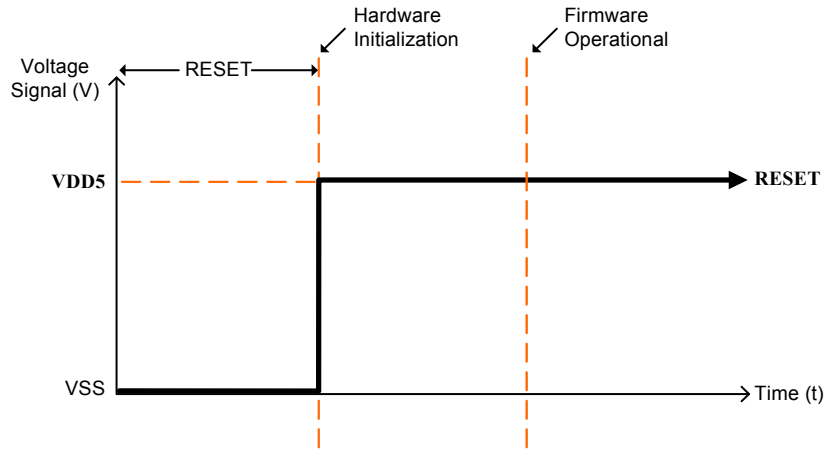 Hardware
Initialization
Firmware
Operational
Voltage
Signal (V)
RESET
VDD5
RESET
VSS
Time (t)